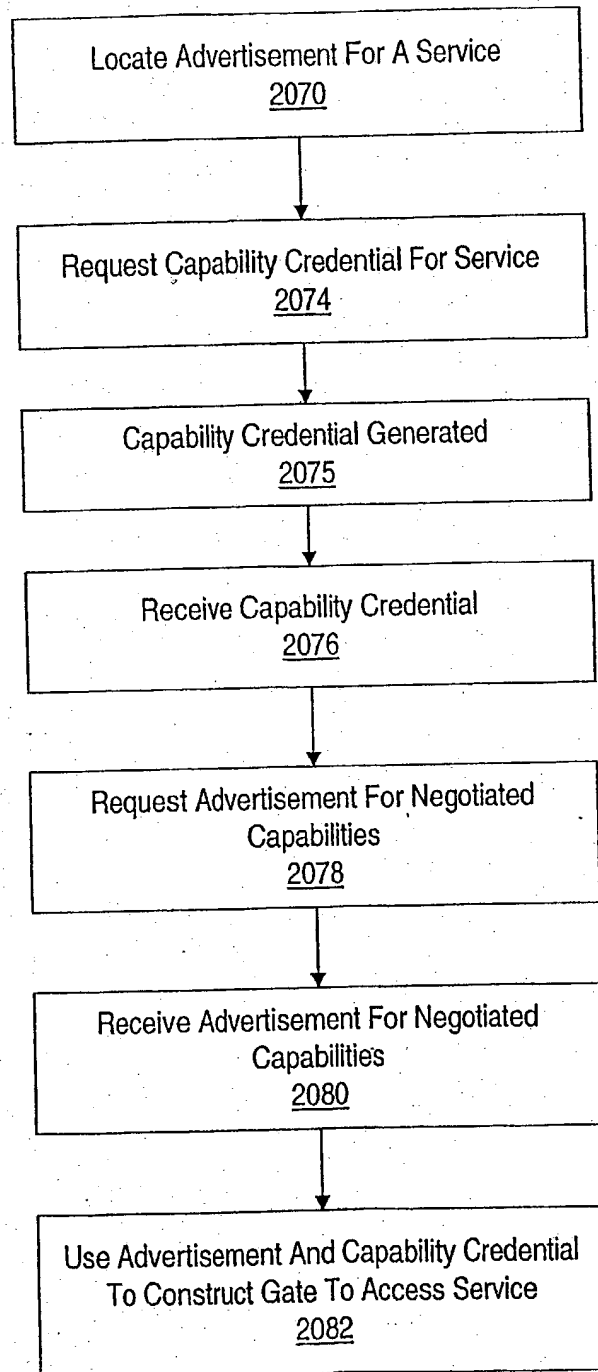 Locate Advertisement For A Service
2070
Request Capability Credential For Service
2074
Capability Credential Generated
2075
Receive Capability Credential
2076
Request Advertisement For Negotiated
Capabilities
2078
Receive Advertisement For Negotiated
Capabilities
2080
Use Advertisement And Capability Credential
To Construct Gate To Access Service
2082